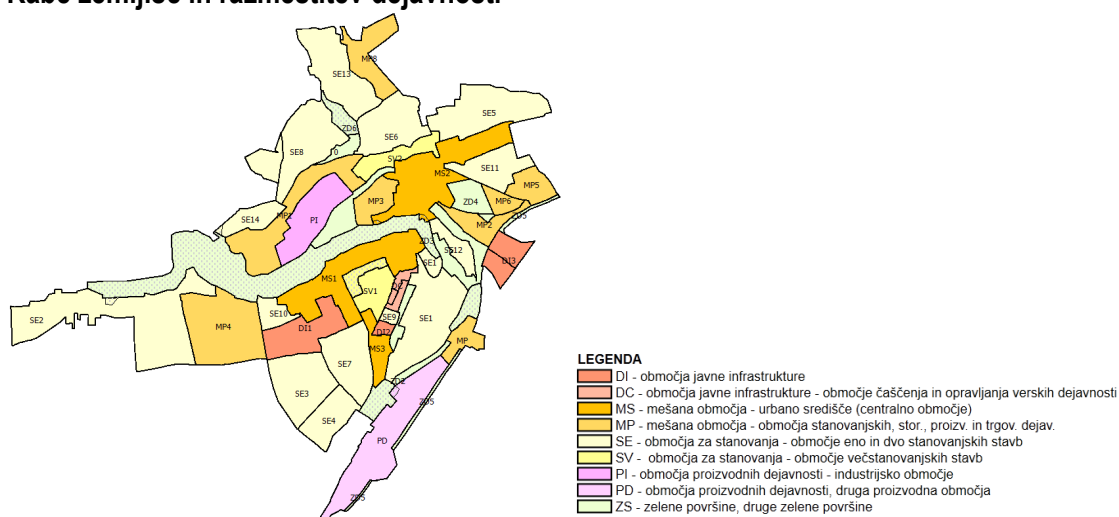 MP8
SE13
SE5
ZD6
SE6
SE8
SV2
SE11
MS2
MP5
MP3
ZD4
MP6
SE14
MP1
PI
MP2
ZD5
ZD3
SE12
SE1
DI3
MS1
DC
SV1
SE2
MP4
SE10
SE9
SE1
DI1
DI2
MP
MS3
SE7
ZD2
SE3
ZD5
SE4
PD
ZD5
LEGENDA
DI - območja javne infrastrukture
DC - območja javne infrastrukture - območje čaščenja in opravljanja verskih dejavnosti
MS - mešana območja - urbano središče (centralno območje)
MP - mešana območja - območja stanovanjskih, stor., proizv. in trgov. dejav.
SE - območja za stanovanja - območje eno in dvo stanovanjskih stavb
SV - območja za stanovanja - območje večstanovanjskih stavb
PI - območja proizvodnih dejavnosti - industrijsko območje
PD - območja proizvodnih dejavnosti, druga proizvodna območja
ZS - zelene površine, druge zelene površine